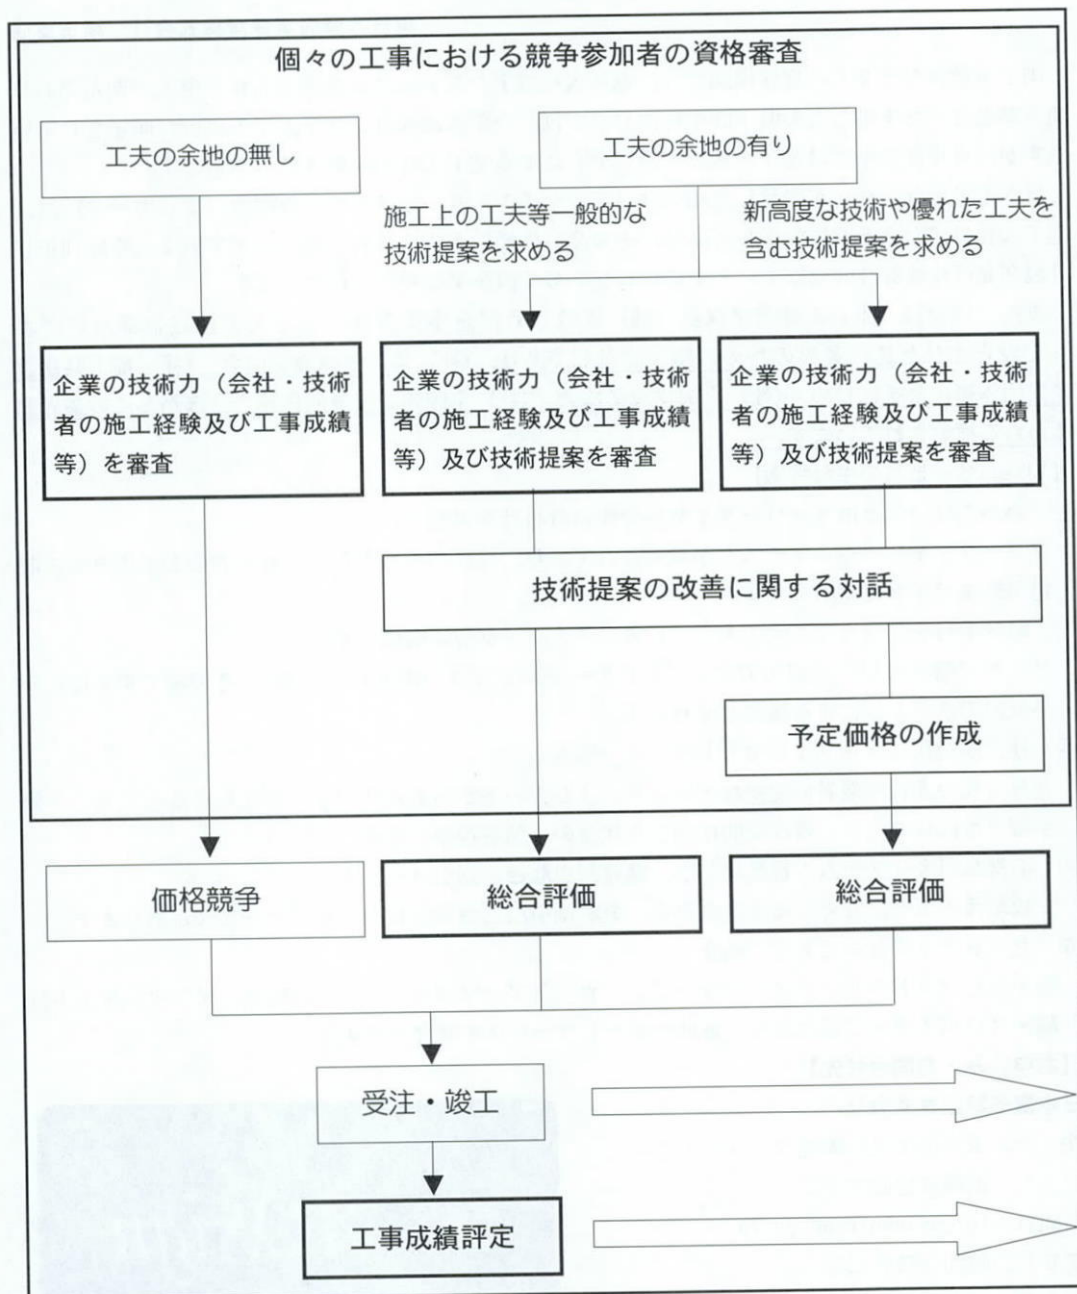 個々の工事における競争参加者の資格審査
工夫の余地の無し
工夫の余地の有り
施工上の工夫等一般的な
技術提案を求める
新高度な技術や優れた工夫を
含む技術提案を求める
企業の技術力（会社・技術
者の施工経験及び工事成績
等）を審査
企業の技術力（会社・技術
者の施工経験及び工事成績
等）及び技術提案を審査
企業の技術力（会社・技術
者の施工経験及び工事成績
等）及び技術提案を審査
技術提案の改善に関する対話
予定価格の作成
価格競争
総合評価
総合評価
受注・竣工
工事成績評定